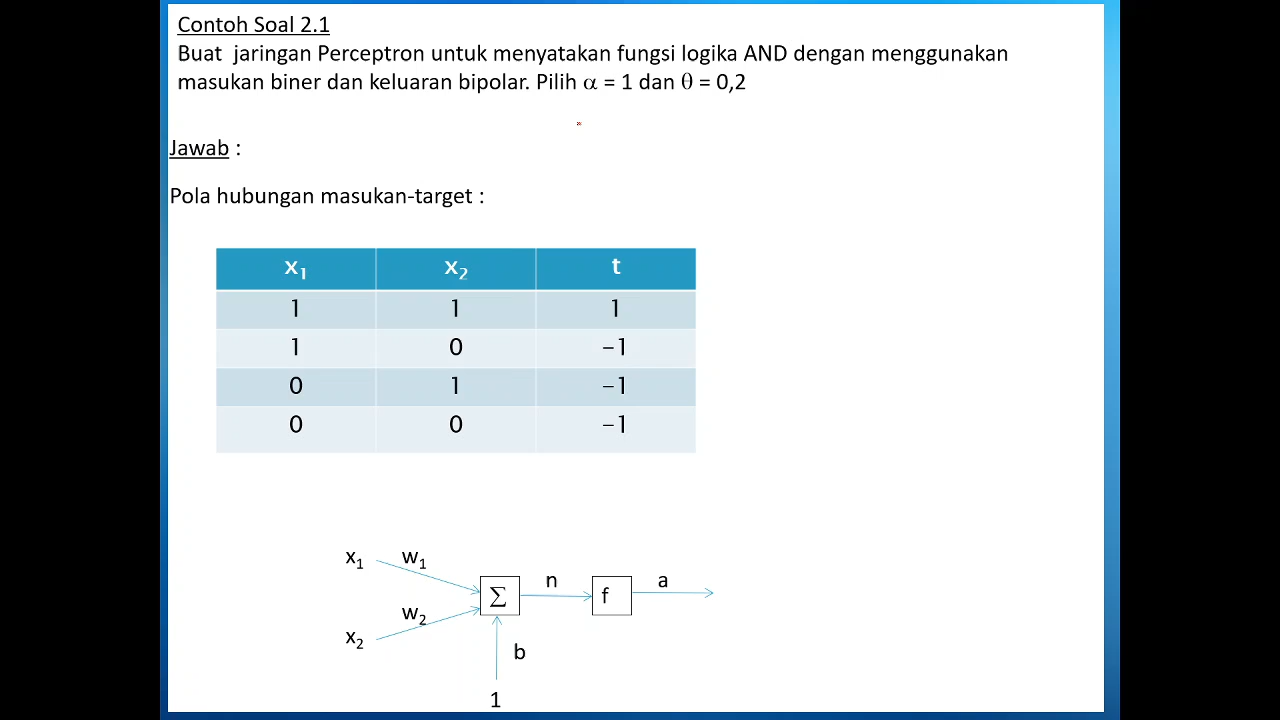 Contoh Soal 2.1
Buat jaringan Perceptron untuk menyatakan fungsi logika AND dengan menggunakan
masukan biner dan keluaran bipolar. Pilih α = 1 dan θ = 0,2
Jawab :
Pola hubungan masukan-target :
x₁ x₂ t
1 1 1
1 0 –1
0 1 –1
0 0 –1
x₁ w₁
n
a
∑
f
w₂
x₂
b
1